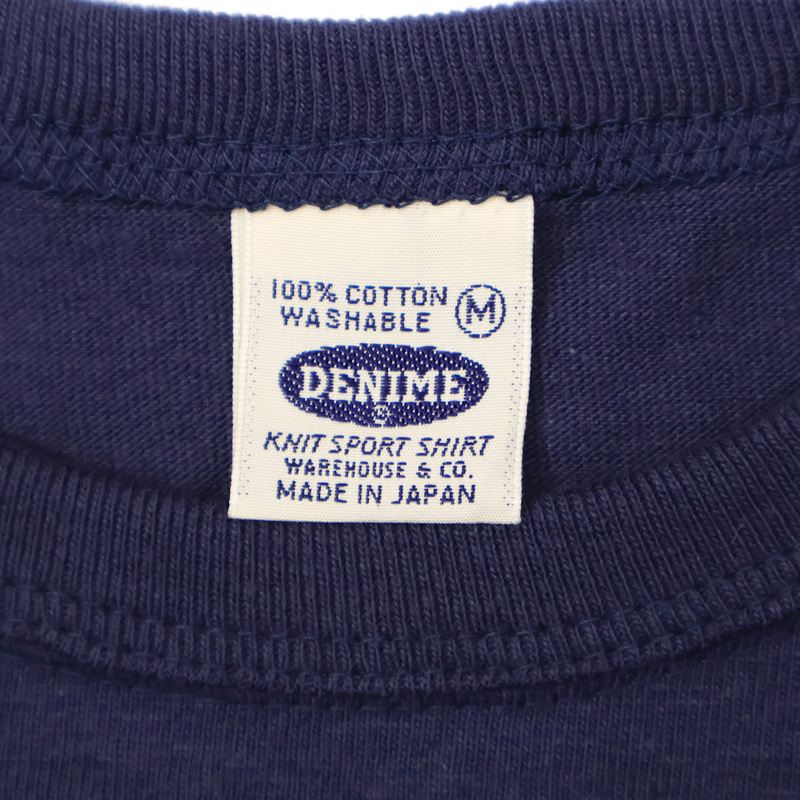 100% COTTON M
WASHABLE
DENIME
KNIT SPORT SHIRT
WAREHOUSE & CO.
MADE IN JAPAN